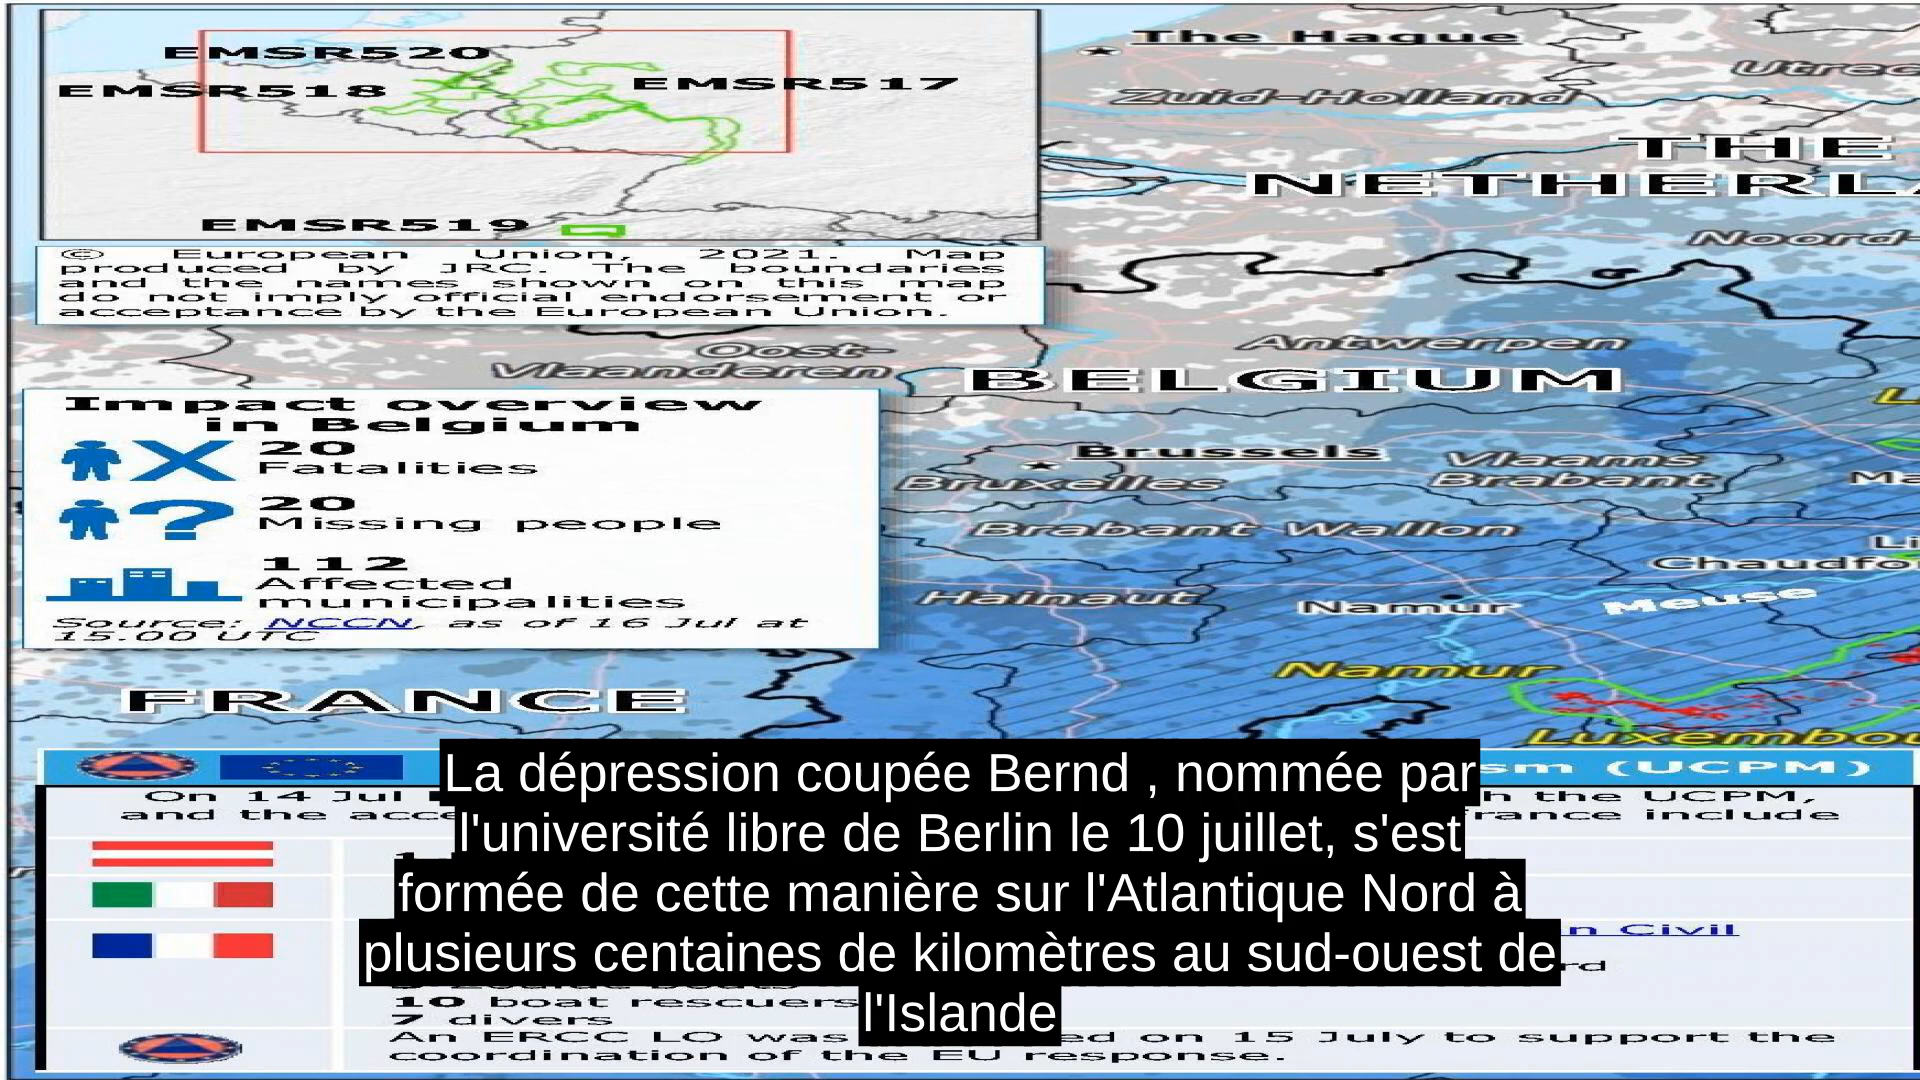 EMSR520
EMSR518
EMSR517
EMSR519
© European Union, 2021. Map
produced by JRC. The boundaries
and the names shown on this map
do not imply official endorsement or
acceptance by the European Union.
The Hague
Zuid-Holland
THE
Noord-
Oost-
Vlaanderen
Antwerpen
BELGIUM
Impact overview
in Belgium
20
Fatalities
20
Missing people
112
Affected
municipalities
Source: NCCN, as of 16 Jul at
15.00 UTC
Brussels
Bruxelles
Vlaams
Brabant
Brabant Wallon
Hainaut
Namur
Meuse
Namur
FRANCE
(UCPM)
On 14 Jul
the UCPM,
and the
include
La dépression coupée Bernd , nommée par
l'université libre de Berlin le 10 juillet, s'est
formée de cette manière sur l'Atlantique Nord à
plusieurs centaines de kilomètres au sud-ouest de
l'Islande
Civil
10 boat rescuers
7 divers
An ERCC LO was on 15 July to support the
coordination of the EU response.